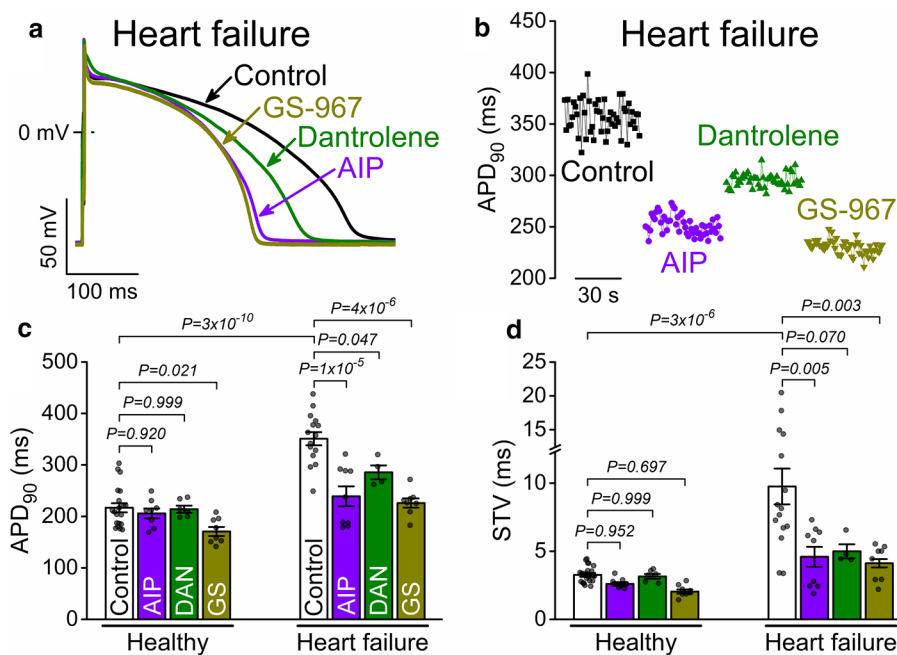 a
Heart failure
Control
GS-967
0 mV
Dantrolene
AIP
50 mV
100 ms
b
Heart failure
APD90 (ms)
450
400
350
300
250
200
Control
Dantrolene
AIP
GS-967
30 s
c
P=3x10-10
P=4x10-6
P=0.047
P=1x10-5
P=0.021
P=0.999
P=0.920
APD90 (ms)
500
400
300
200
100
0
Control
AIP
DAN
GS
Control
AIP
DAN
GS
Healthy
Heart failure
d
P=3x10-6
P=0.003
P=0.070
P=0.005
P=0.697
P=0.999
P=0.952
STV (ms)
25
20
15
10
5
0
Healthy
Heart failure